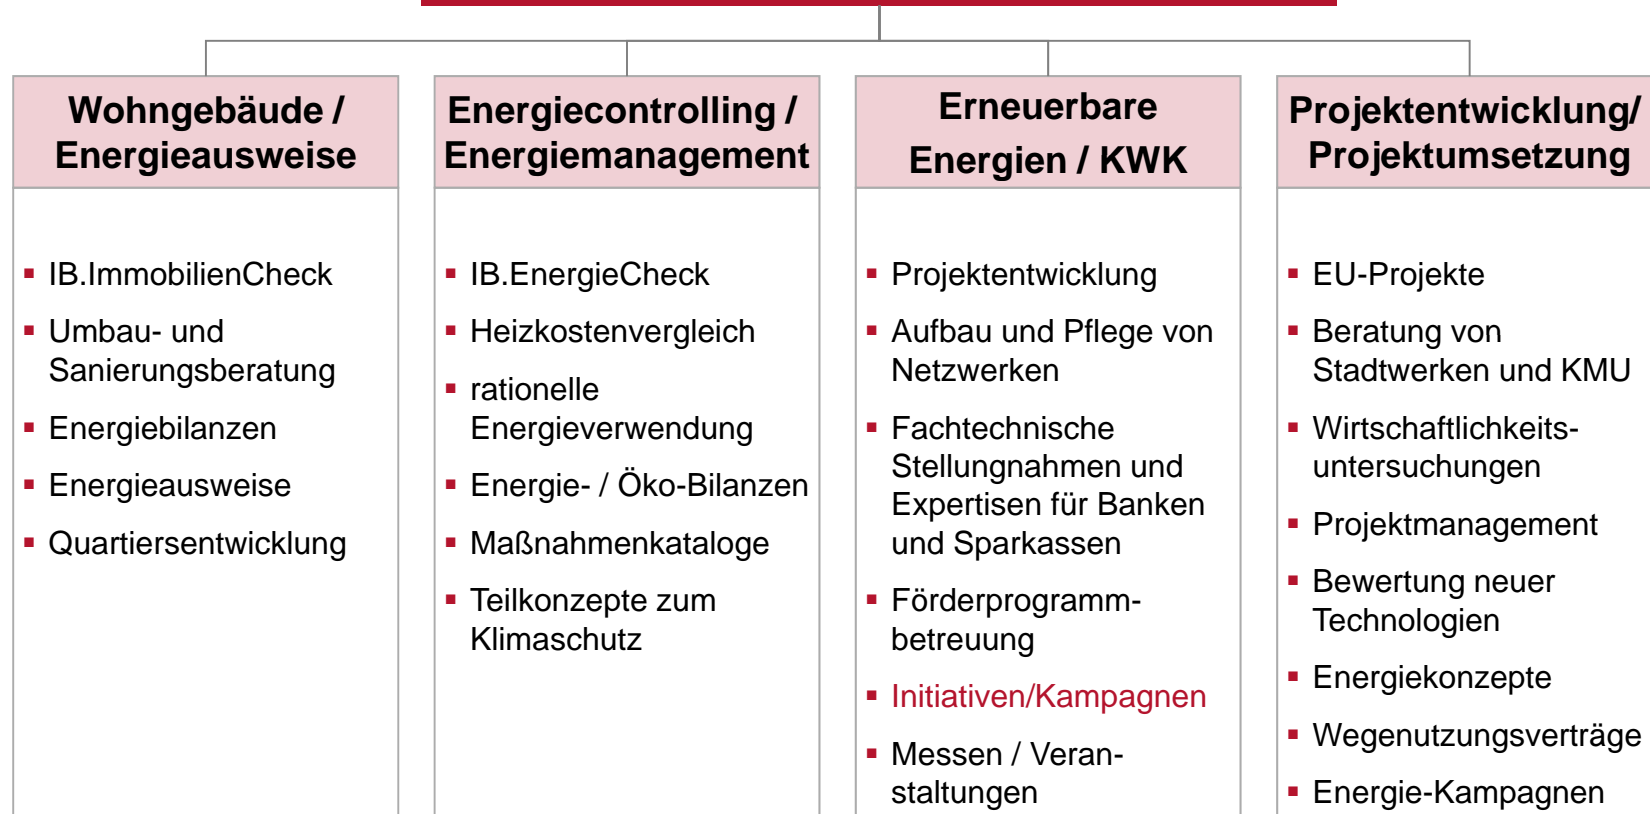 Wohngebäude /
Energieausweise
IB.ImmobilienCheck
Umbau- und
Sanierungsberatung
Energiebilanzen
Energieausweise
Quartiersentwicklung
Energiecontrolling /
Energiemanagement
IB.EnergieCheck
Heizkostenvergleich
rationelle
Energieverwendung
Energie- / Öko-Bilanzen
Maßnahmenkataloge
Teilkonzepte zum
Klimaschutz
Erneuerbare
Energien / KWK
Projektentwicklung
Aufbau und Pflege von
Netzwerken
Fachtechnische
Stellungnahmen und
Expertisen für Banken
und Sparkassen
Förderprogramm-
betreuung
Initiativen/Kampagnen
Messen / Veran-
staltungen
Projektentwicklung/
Projektumsetzung
EU-Projekte
Beratung von
Stadtwerken und KMU
Wirtschaftlichkeits-
untersuchungen
Projektmanagement
Bewertung neuer
Technologien
Energiekonzepte
Wegenutzungsverträge
Energie-Kampagnen